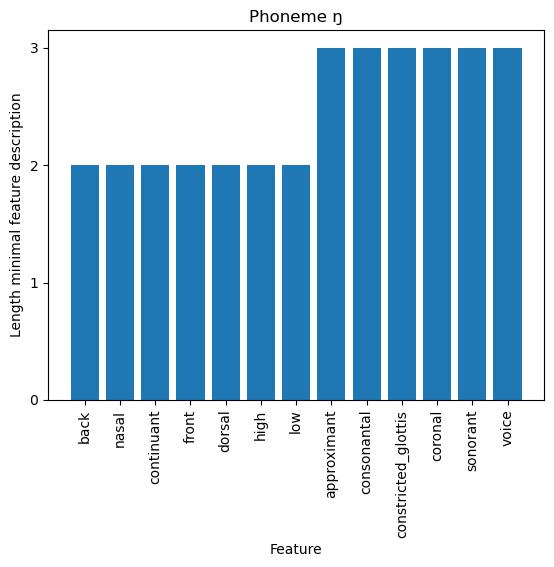 Phoneme ŋ
Length minimal feature description
3
2
1
0
back
nasal
continuant
front
dorsal
high
low
approximant
consonantal
constricted_glottis
coronal
sonorant
voice
Feature